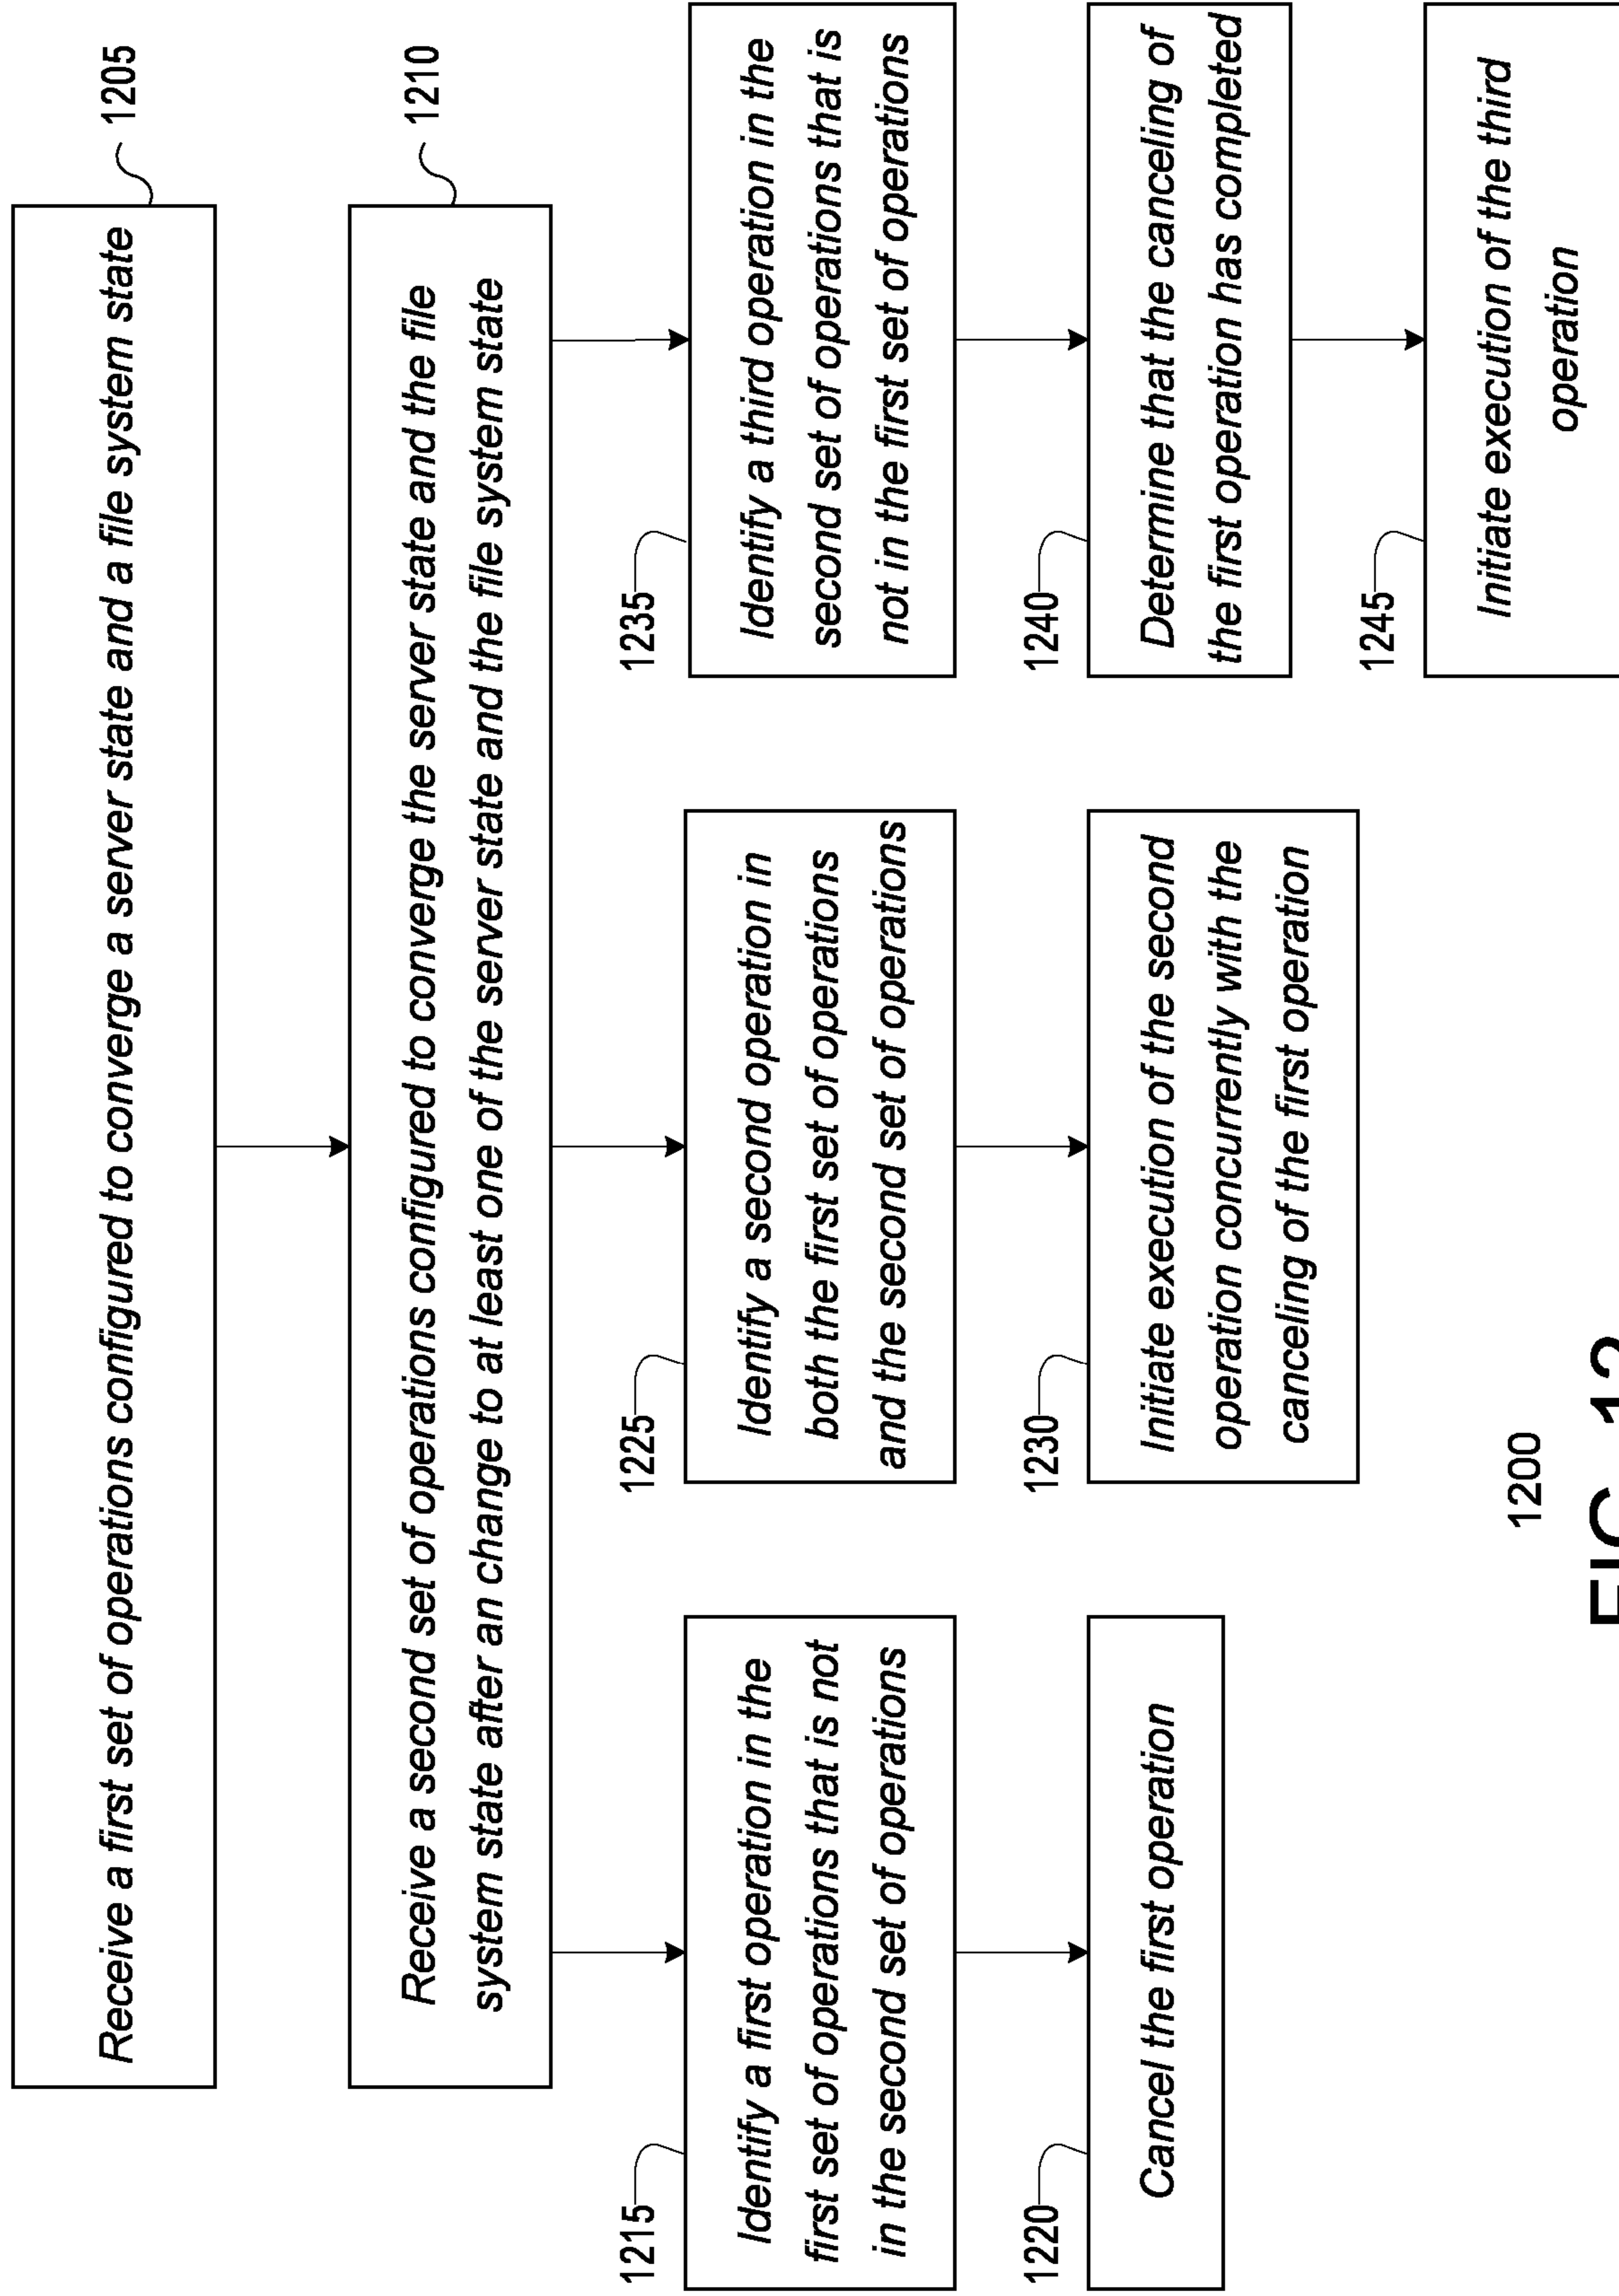 Receive a first set of operations configured to converge a server state and a file system state
1205
Receive a second set of operations configured to converge the server state and the file
system state after an change to at least one of the server state and the file system state
1210
1215
Identify a first operation in the
first set of operations that is not
in the second set of operations
1220
Cancel the first operation
1225
Identify a second operation in
both the first set of operations
and the second set of operations
1230
Initiate execution of the second
operation concurrently with the
canceling of the first operation
1235
Identify a third operation in the
second set of operations that is
not in the first set of operations
1240
Determine that the canceling of
the first operation has completed
1245
Initiate execution of the third
operation
1200
FIG. 12